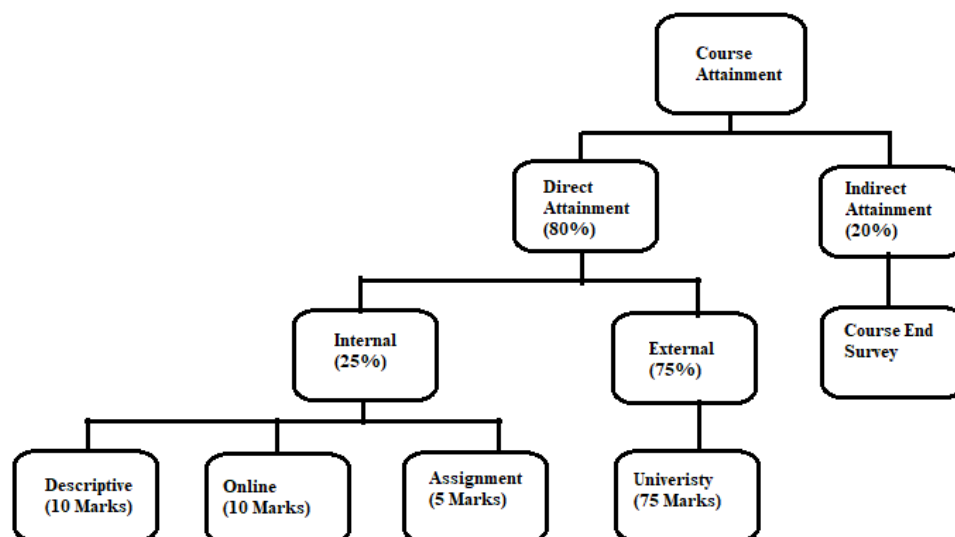 Course
Attainment
Direct
Attainment
(80%)
Indirect
Attainment
(20%)
Internal
(25%)
External
(75%)
Course End
Survey
Descriptive
(10 Marks)
Online
(10 Marks)
Assignment
(5 Marks)
Univeristy
(75 Marks)